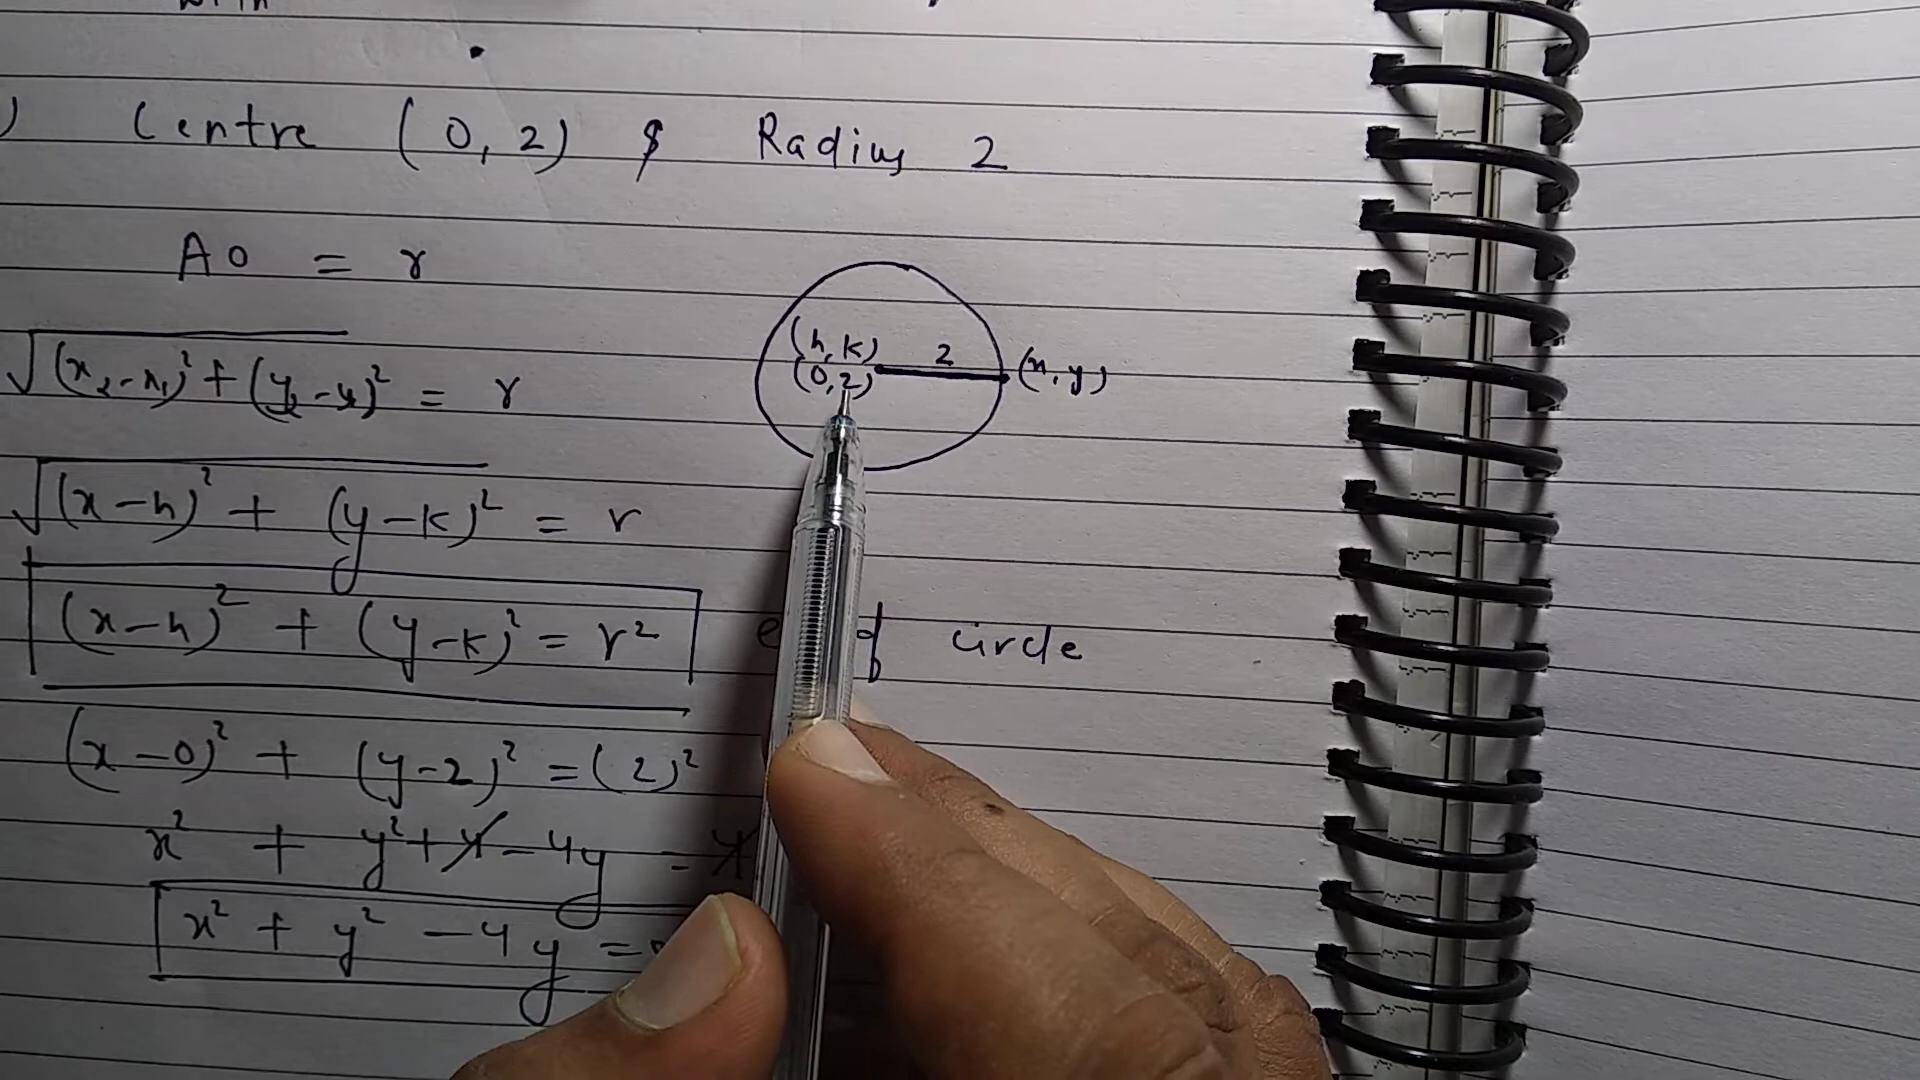 ) Centre (0, 2) & Radius 2
AO = r
√(x₂-x₁)² + (y₂-y₁)² = r
(h, k)
(0, 2)
2
(x, y)
√(x-h)² + (y-k)² = r
(x-h)² + (y-k)² = r² circle
(x-0)² + (y-2)² = (2)²
x² + y² + 4 - 4y = 4
x² + y² - 4y =